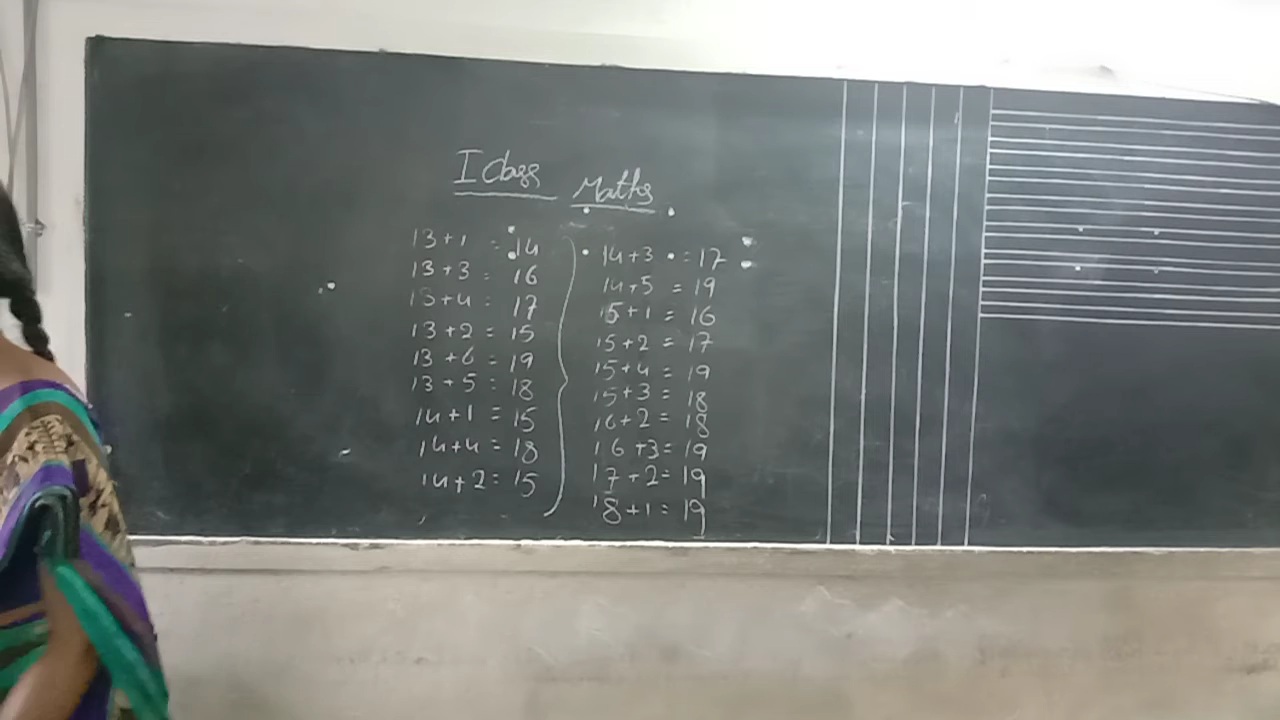 I Class Maths
13+1 = 14
13+3 = 16
13+4 = 17
13+2 = 15
13+6 = 19
13+5 = 18
14+1 = 15
14+4 = 18
14+2 = 15
14+3 = 17
14+5 = 19
15+1 = 16
15+2 = 17
15+4 = 19
15+3 = 18
16+2 = 18
16+3 = 19
17+2 = 19
18+1 = 19